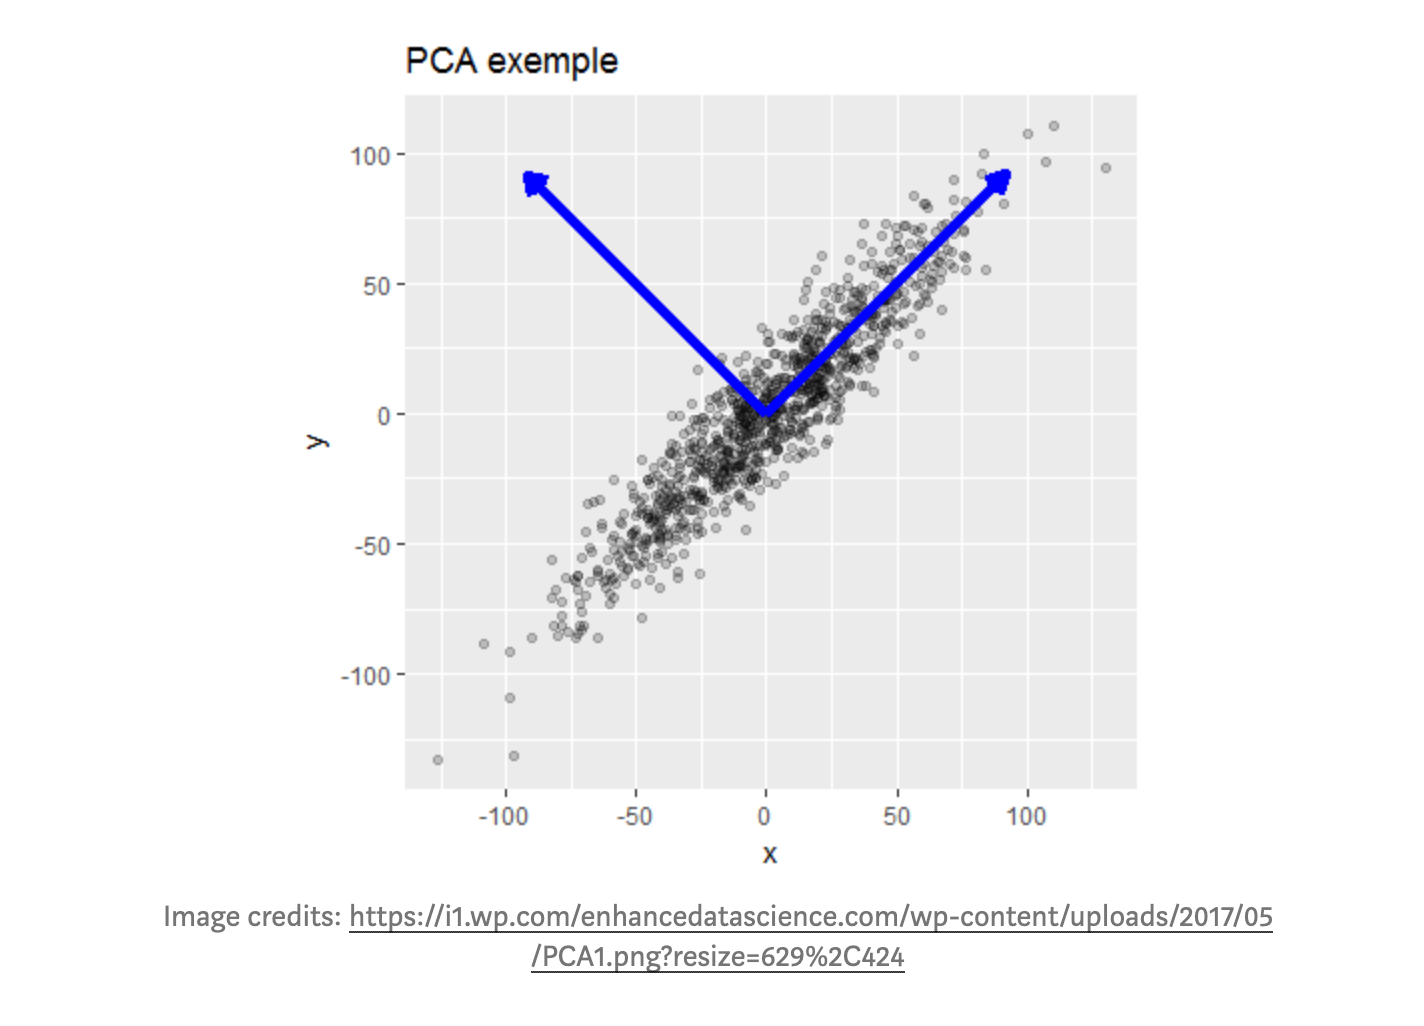 PCA exemple
100
50
0
-50
-100
y
-100 -50 0 50 100
x
Image credits: https://i1.wp.com/enhancedatascience.com/wp-content/uploads/2017/05
/PCA1.png?resize=629%2C424